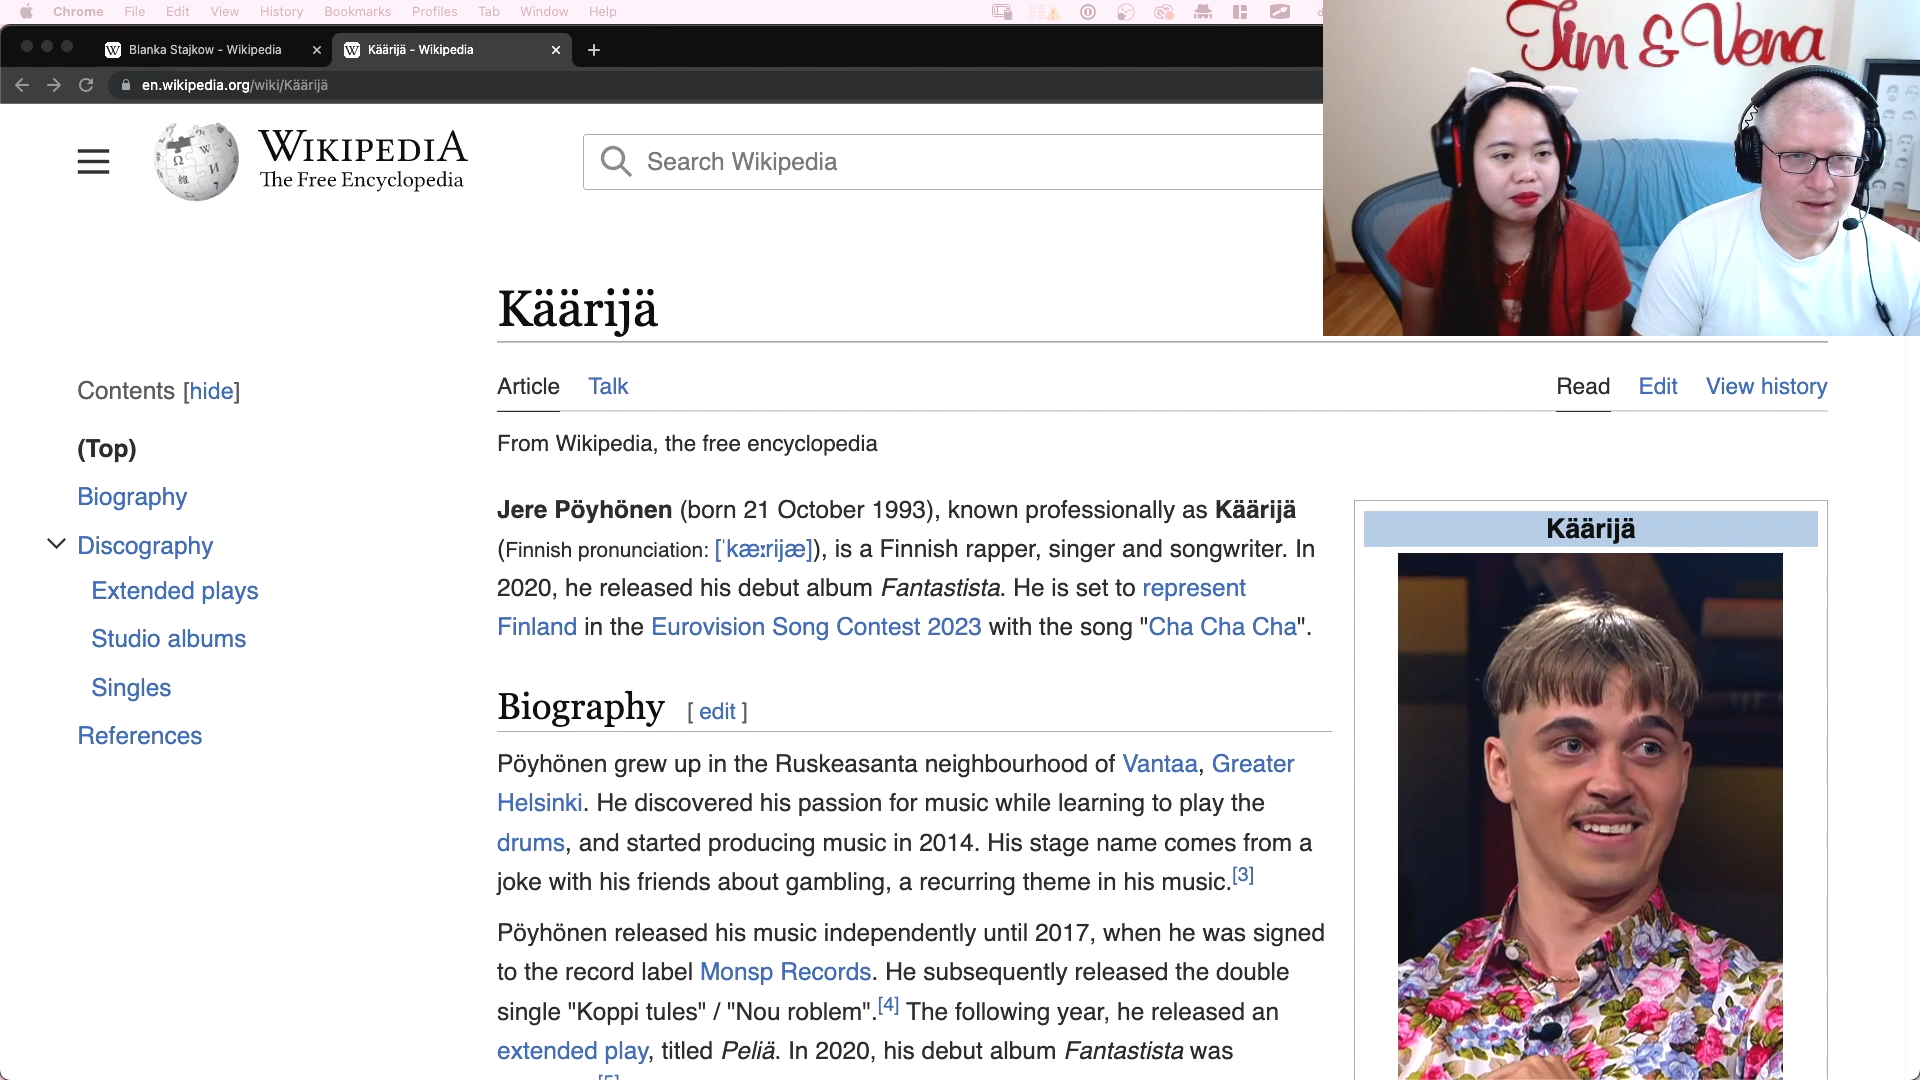 Chrome File Edit View History Bookmarks Profiles Tab Window Help
Blanka Stajkow - Wikipedia
Käärijä - Wikipedia
en.wikipedia.org/wiki/Käärijä
Tim & Vena
WIKIPEDIA
The Free Encyclopedia
Search Wikipedia
Käärijä
Contents [hide]
(Top)
Biography
Discography
Extended plays
Studio albums
Singles
References
Article Talk
Read Edit View history
From Wikipedia, the free encyclopedia
Jere Pöyhönen (born 21 October 1993), known professionally as Käärijä
(Finnish pronunciation: [ˈkæːrijæ]), is a Finnish rapper, singer and songwriter. In
2020, he released his debut album Fantastista. He is set to represent
Finland in the Eurovision Song Contest 2023 with the song "Cha Cha Cha".
Biography [ edit ]
Pöyhönen grew up in the Ruskeasanta neighbourhood of Vantaa, Greater
Helsinki. He discovered his passion for music while learning to play the
drums, and started producing music in 2014. His stage name comes from a
joke with his friends about gambling, a recurring theme in his music.[3]
Pöyhönen released his music independently until 2017, when he was signed
to the record label Monsp Records. He subsequently released the double
single "Koppi tules" / "Nou roblem".[4] The following year, he released an
extended play, titled Peliä. In 2020, his debut album Fantastista was
Käärijä